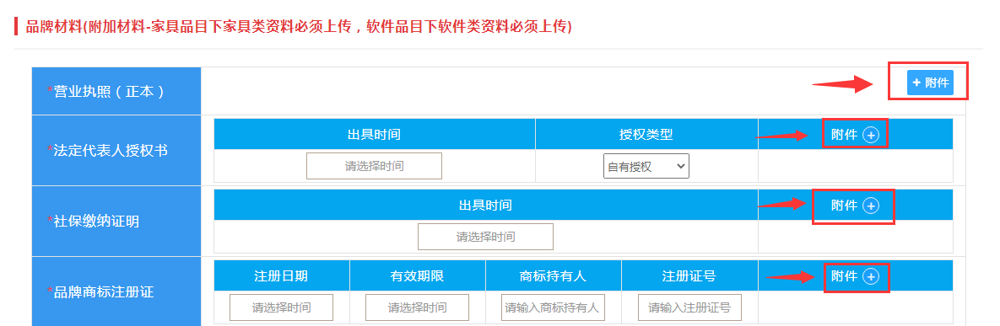 品牌材料(附加材料-家具品目下家具类资料必须上传，软件品目下软件类资料必须上传)
*营业执照（正本）
+ 附件
*法定代表人授权书
出具时间 授权类型 附件
请选择时间 自有授权
*社保缴纳证明
出具时间 附件
请选择时间
*品牌商标注册证
注册日期 有效期限 商标持有人 注册证号 附件
请选择时间 请选择时间 请输入商标持有人 请输入注册证号